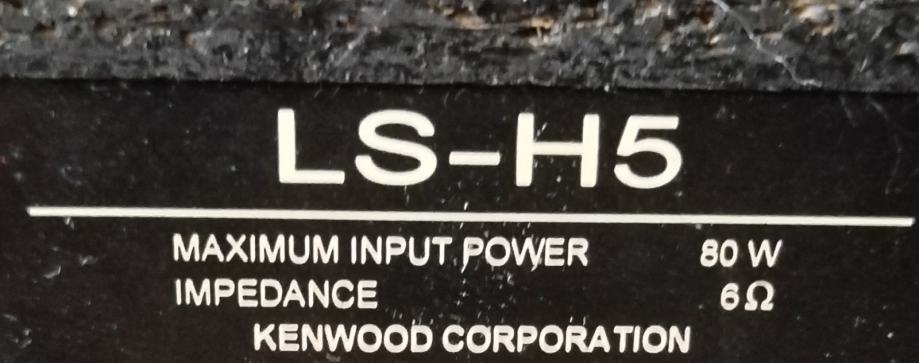 LS-H5
MAXIMUM INPUT POWER 80 W
IMPEDANCE 6Ω
KENWOOD CORPORATION